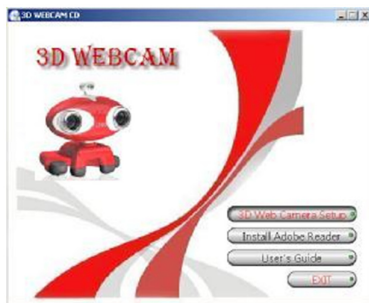 3D WEBCAM CD
3D WEBCAM
3D Web Camera Setup
Install Adobe Reader
User's Guide
EXIT